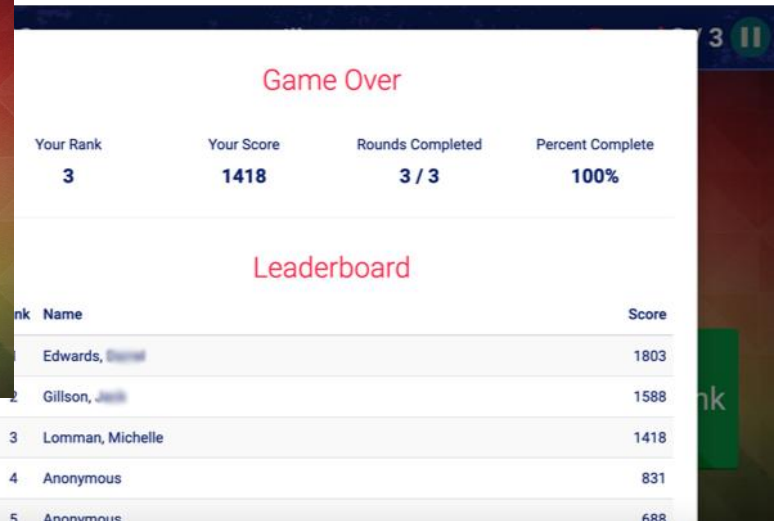 / 3
Game Over
Your Rank Your Score Rounds Completed Percent Complete
3 1418 3 / 3 100%
Leaderboard
nk Name Score
Edwards, 1803
2 Gillson, 1588
nk
3 Lomman, Michelle 1418
4 Anonymous 831
5 Anonymous 688